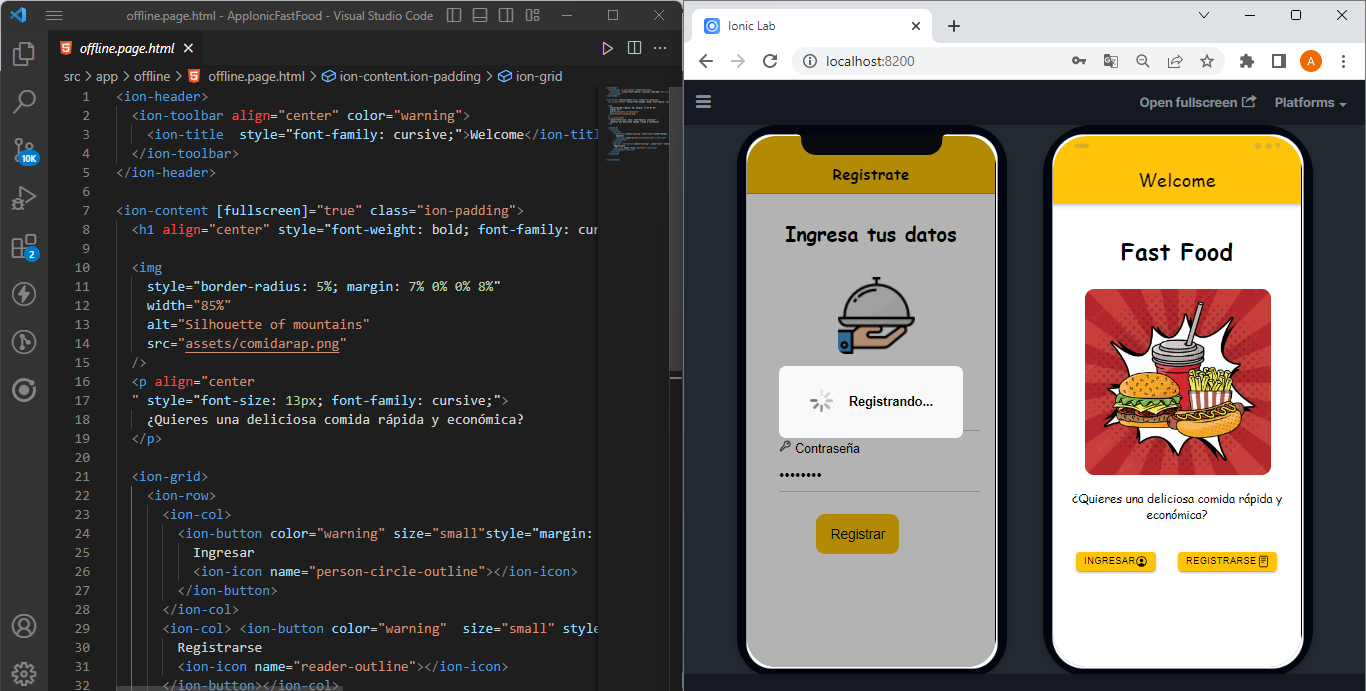 offline.page.html - AppIonicFastFood - Visual Studio Code
offline.page.html
src > app > offline > offline.page.html > ion-content.ion-padding > ion-grid
10K
2
1 <ion-header>
2 <ion-toolbar align="center" color="warning">
3 <ion-title  style="font-family: cursive;">Welcome</ion-titl
4 </ion-toolbar>
5 </ion-header>
6
7 <ion-content [fullscreen]="true" class="ion-padding">
8 <h1 align="center" style="font-weight: bold; font-family: cur
9
10 <img
11 style="border-radius: 5%; margin: 7% 0% 0% 8%"
12 width="85%"
13 alt="Silhouette of mountains"
14 src="assets/comidarap.png"
15 />
16 <p align="center
17 " style="font-size: 13px; font-family: cursive;">
18 ¿Quieres una deliciosa comida rápida y económica?
19 </p>
20
21 <ion-grid>
22 <ion-row>
23 <ion-col>
24 <ion-button color="warning" size="small"style="margin:
25 Ingresar
26 <ion-icon name="person-circle-outline"></ion-icon>
27 </ion-button>
28 </ion-col>
29 <ion-col> <ion-button color="warning"  size="small" style
30 Registrarse
31 <ion-icon name="reader-outline"></ion-icon>
32 </ion-button></ion-col>
Ionic Lab
localhost:8200
A
Open fullscreen
Platforms
Registrate
Ingresa tus datos
Registrando...
Contraseña
••••••••
Registrar
Welcome
Fast Food
¿Quieres una deliciosa comida rápida y
económica?
INGRESAR
REGISTRARSE